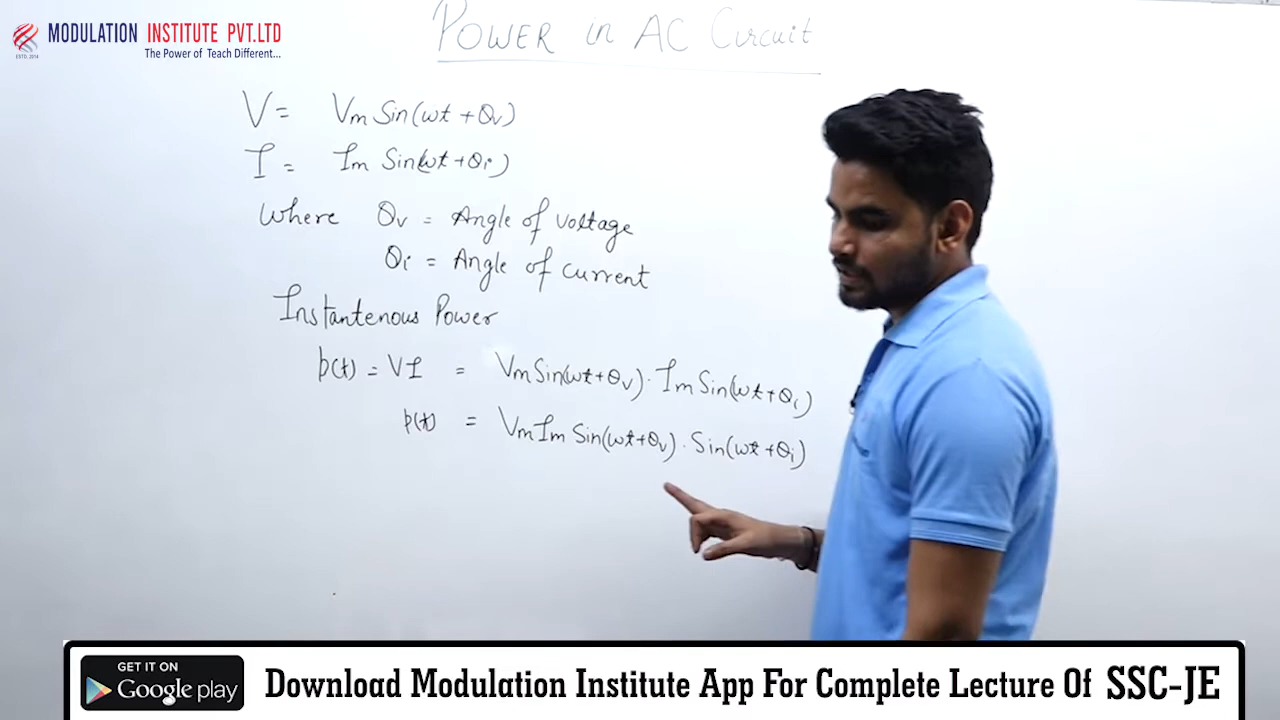 MODULATION INSTITUTE PVT.LTD
The Power of Teach Different...
ESTD. 2014
POWER in AC Circuit
V = Vm Sin(ωt + θv)
I = Im Sin(ωt + θi)
Where θv = Angle of voltage
θi = Angle of current
Instantenous Power
p(t) = VI = Vm Sin(ωt + θv) · Im Sin(ωt + θi)
p(t) = Vm Im Sin(ωt + θv) · Sin(ωt + θi)
GET IT ON
Google play
Download Modulation Institute App For Complete Lecture Of SSC-JE